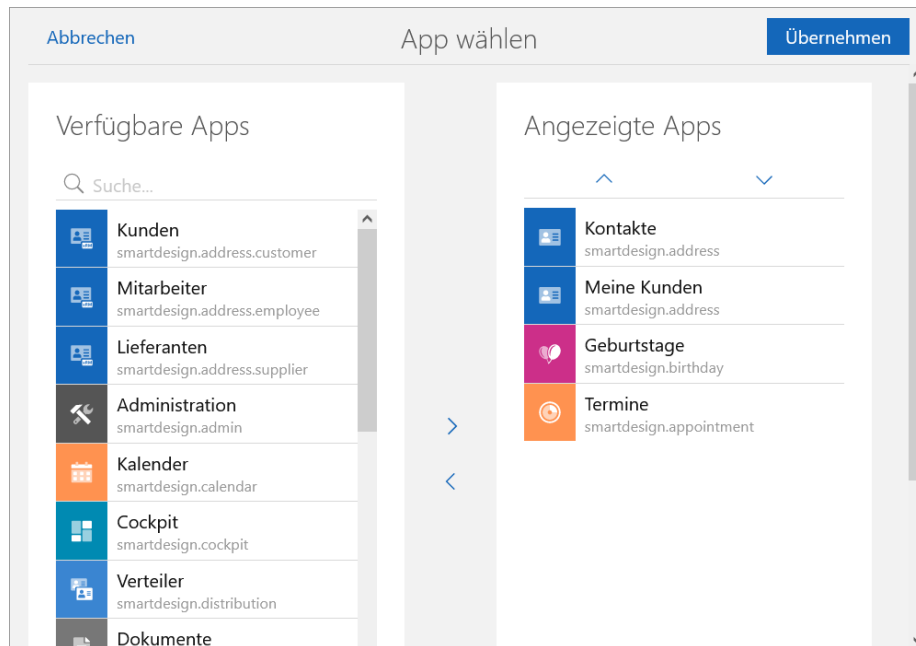 Abbrechen
App wählen
Übernehmen
Verfügbare Apps
Suche...
Kunden
smartdesign.address.customer
Mitarbeiter
smartdesign.address.employee
Lieferanten
smartdesign.address.supplier
Administration
smartdesign.admin
Kalender
smartdesign.calendar
Cockpit
smartdesign.cockpit
Verteiler
smartdesign.distribution
Dokumente
Angezeigte Apps
Kontakte
smartdesign.address
Meine Kunden
smartdesign.address
Geburtstage
smartdesign.birthday
Termine
smartdesign.appointment